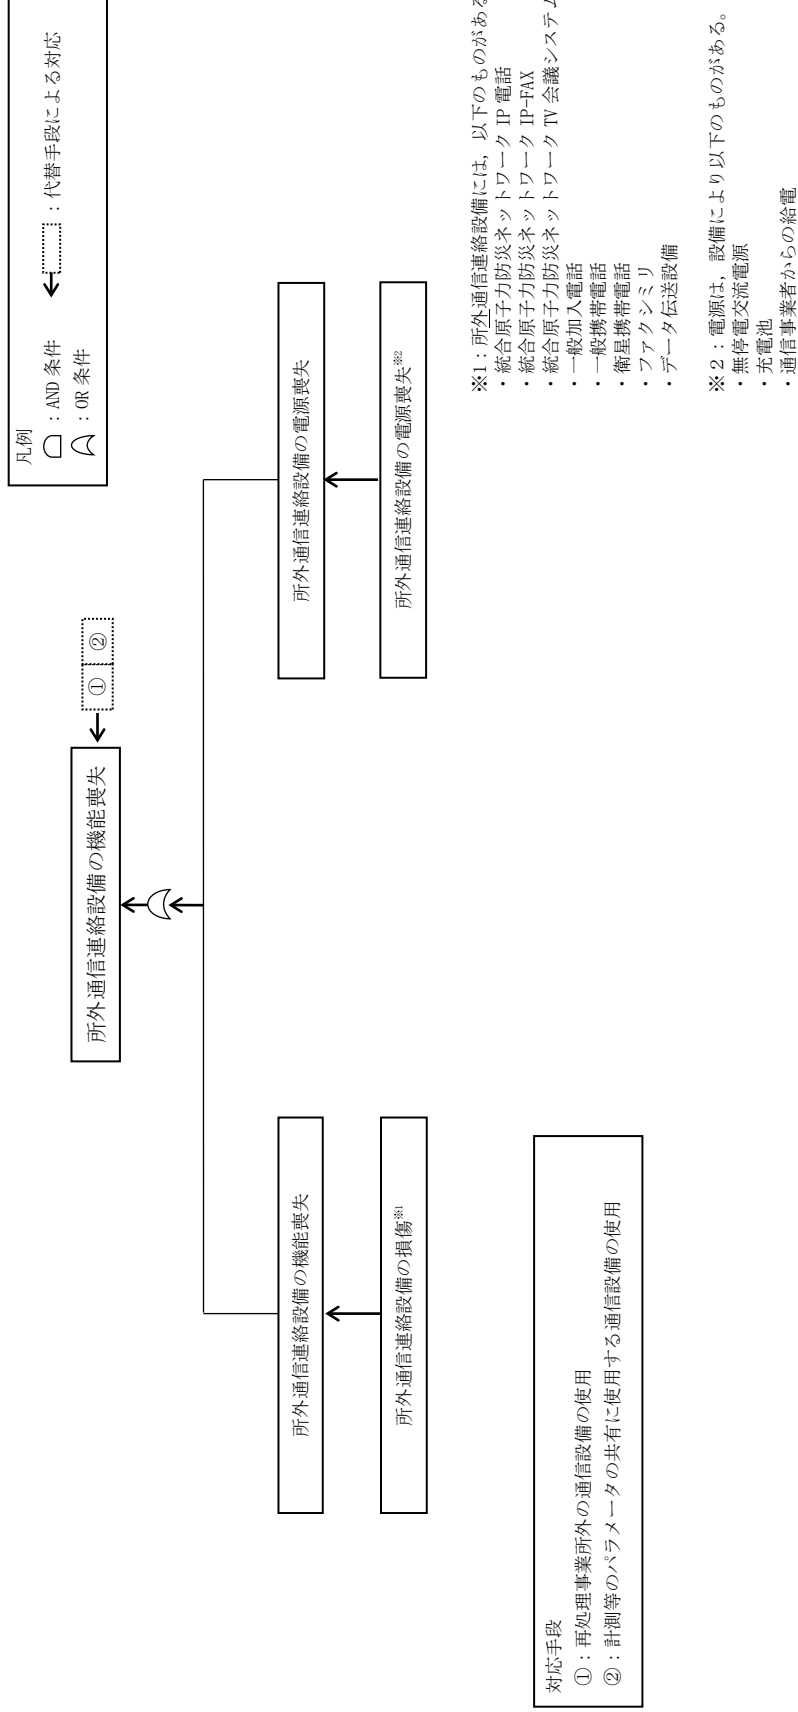 凡例
：AND 条件
：OR 条件
：代替手段による対応
所外通信連絡設備の機能喪失
① ②
所外通信連絡設備の機能喪失
所外通信連絡設備の損傷※1
所外通信連絡設備の電源喪失
所外通信連絡設備の電源喪失※2
対応手段
①：再処理事業所外の通信設備の使用
②：計測等のパラメータの共有に使用する通信設備の使用
※1：所外通信連絡設備には，以下のものがある
・統合原子力防災ネットワーク IP 電話
・統合原子力防災ネットワーク IP-FAX
・統合原子力防災ネットワーク TV 会議システム
・一般加入電話
・一般携帯電話
・衛星携帯電話
・ファクシミリ
・データ伝送設備
※2：電源は，設備により以下のものがある。
・無停電交流電源
・充電池
・通信事業者からの給電